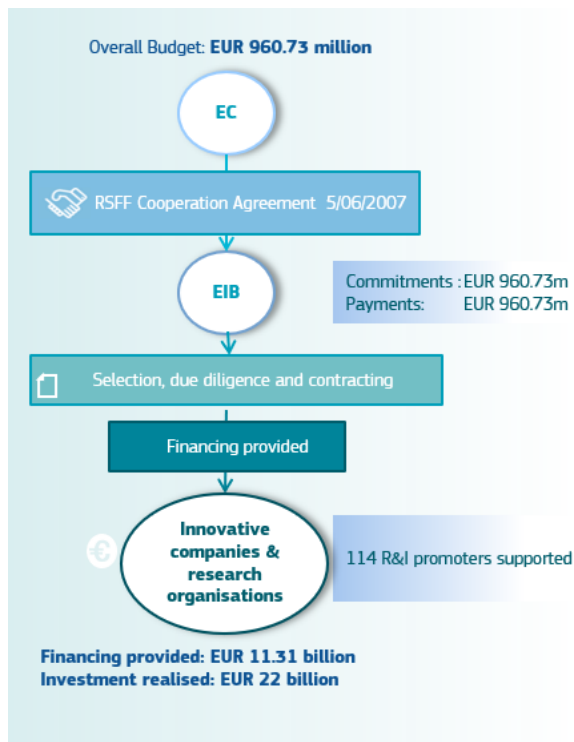 Overall Budget: EUR 960.73 million
EC
RSFF Cooperation Agreement 5/06/2007
EIB
Commitments : EUR 960.73m
Payments: EUR 960.73m
Selection, due diligence and contracting
Financing provided
€
Innovative
companies &
research
organisations
114 R&I promoters supported
Financing provided: EUR 11.31 billion
Investment realised: EUR 22 billion